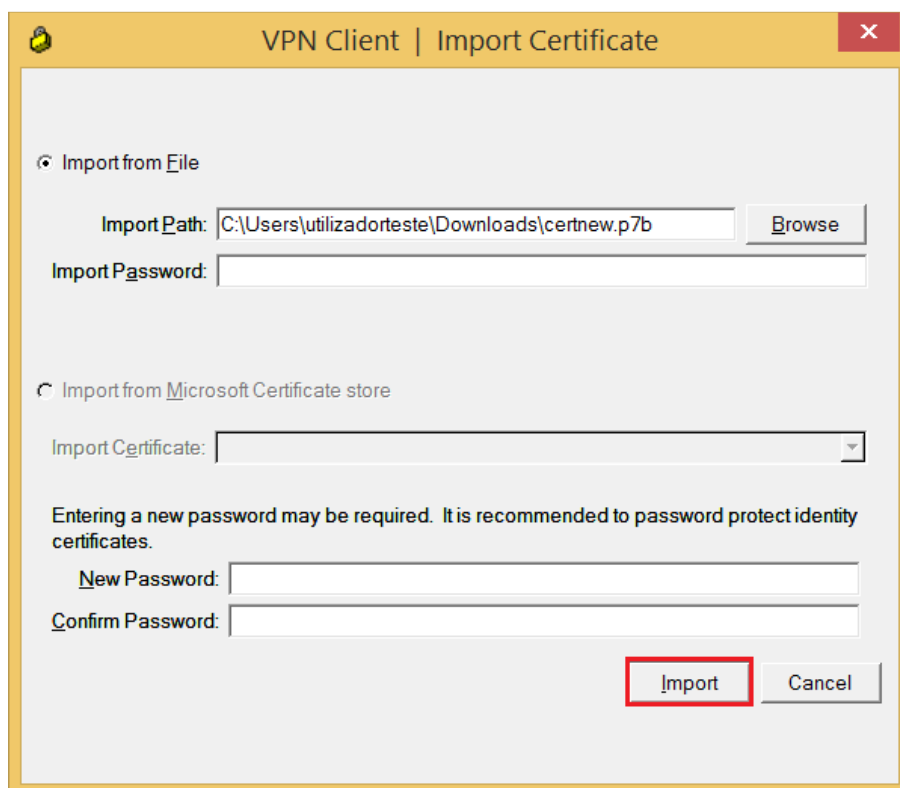 VPN Client | Import Certificate
Import from File
Import Path: C:\Users\utilizadorteste\Downloads\certnew.p7b Browse
Import Password:
Import from Microsoft Certificate store
Import Certificate:
Entering a new password may be required. It is recommended to password protect identity
certificates.
New Password:
Confirm Password:
Import Cancel